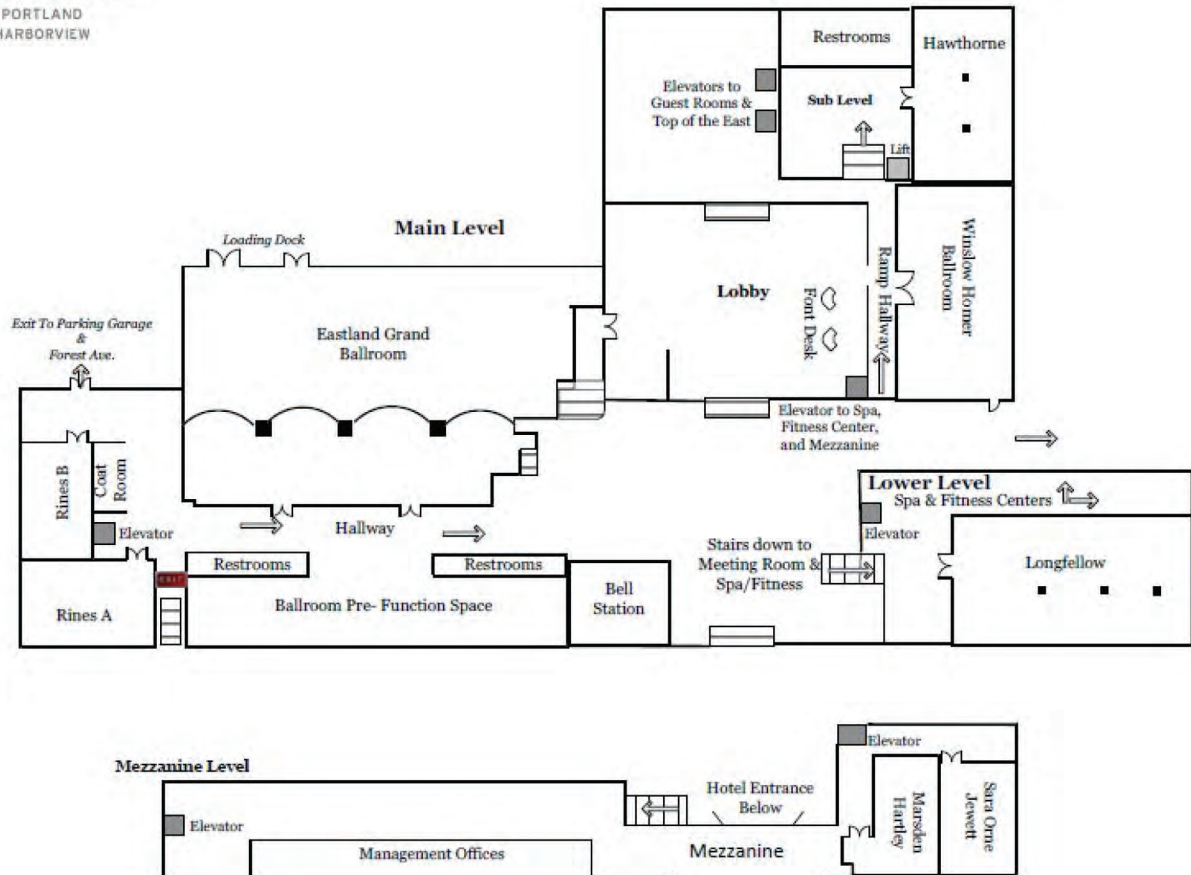 PORTLAND
HARBORVIEW
Restrooms
Hawthorne
Elevators to
Guest Rooms &
Top of the East
Sub Level
Lift
Main Level
Loading Dock
Lobby
Font Desk
Ramp Hallway
Winslow Homer
Ballroom
Exit To Parking Garage
&
Forest Ave.
Eastland Grand
Ballroom
Elevator to Spa,
Fitness Center,
and Mezzanine
Rines B
Coat
Room
Elevator
Hallway
Lower Level
Spa & Fitness Centers
Elevator
Stairs down to
Meeting Room &
Spa/Fitness
Longfellow
Restrooms
Restrooms
EXIT
Rines A
Ballroom Pre- Function Space
Bell
Station
Mezzanine Level
Elevator
Hotel Entrance
Below
Elevator
Management Offices
Mezzanine
Marsden
Hartley
Sara Orne
Jewett